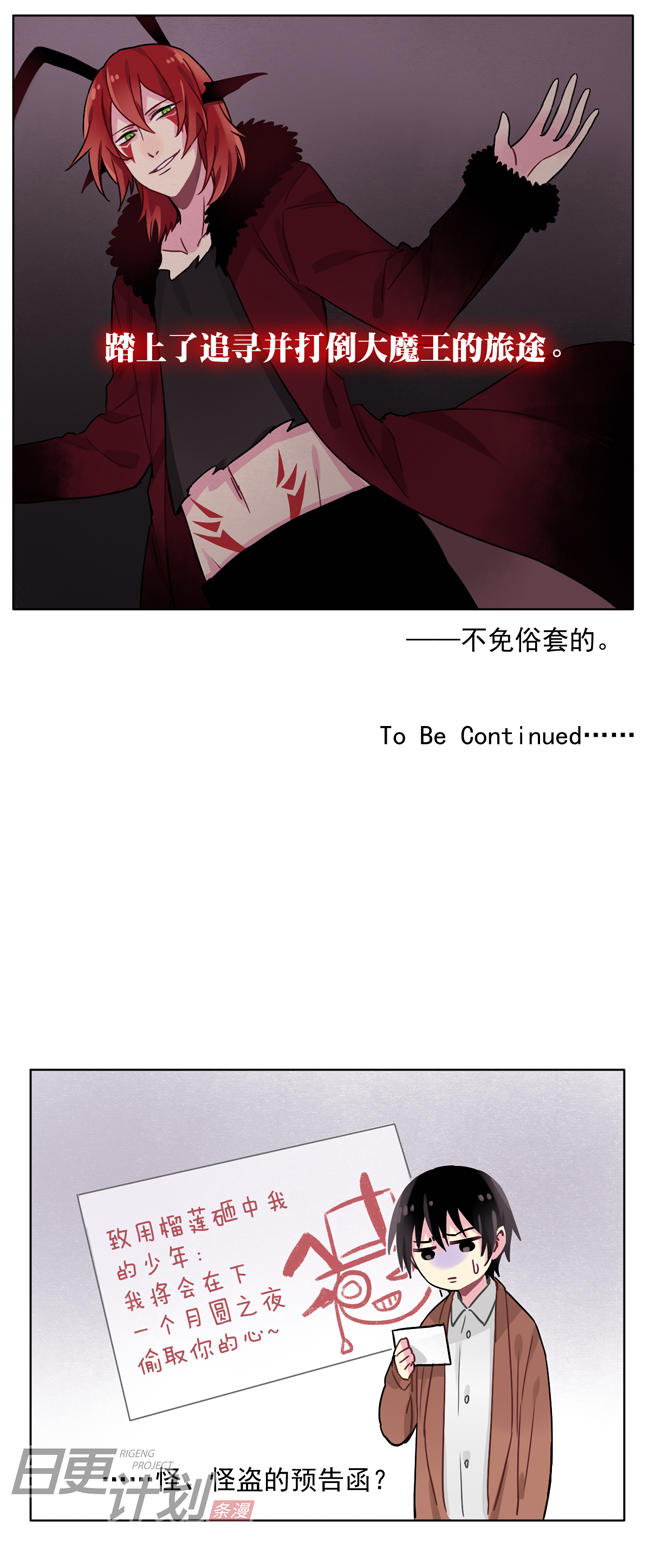 踏上了追寻并打倒大魔王的旅途。
——不免俗套的。
To Be Continued……
致用榴莲砸中我
的少年：
我将会在下
一个月圆之夜
偷取你的心~
日更计划
RIGENG
PROJECT
条漫
……怪、怪盗的预告函？